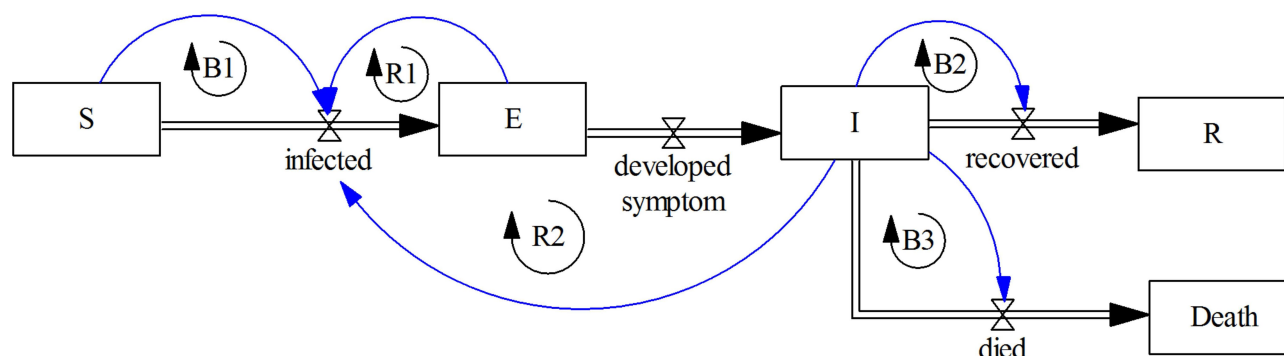 S
B1
R1
infected
E
developed
symptom
R2
I
B2
recovered
R
B3
died
Death